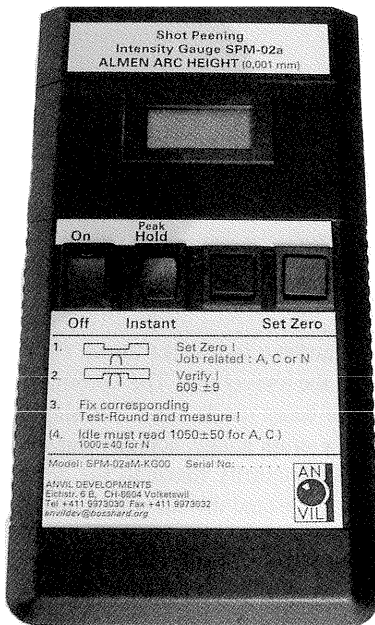 Shot Peening
Intensity Gauge SPM-02a
ALMEN ARC HEIGHT (0,001 mm)
On Peak Hold
Off Instant Set Zero
1. Set Zero !
Job related : A, C or N
2. Verify !
609 ±9
3. Fix corresponding
Test-Round and measure !
(4. Idle must read 1050±50 for A, C )
1000±40 for N
Model: SPM-02aM-KG00 Serial No: . . . . . .
ANVIL DEVELOPMENTS
Eichstr. 6 B, CH-8604 Volketswil
Tel +411 9973030 Fax +411 9973032
anvildev@bosshard.org
AN
VIL